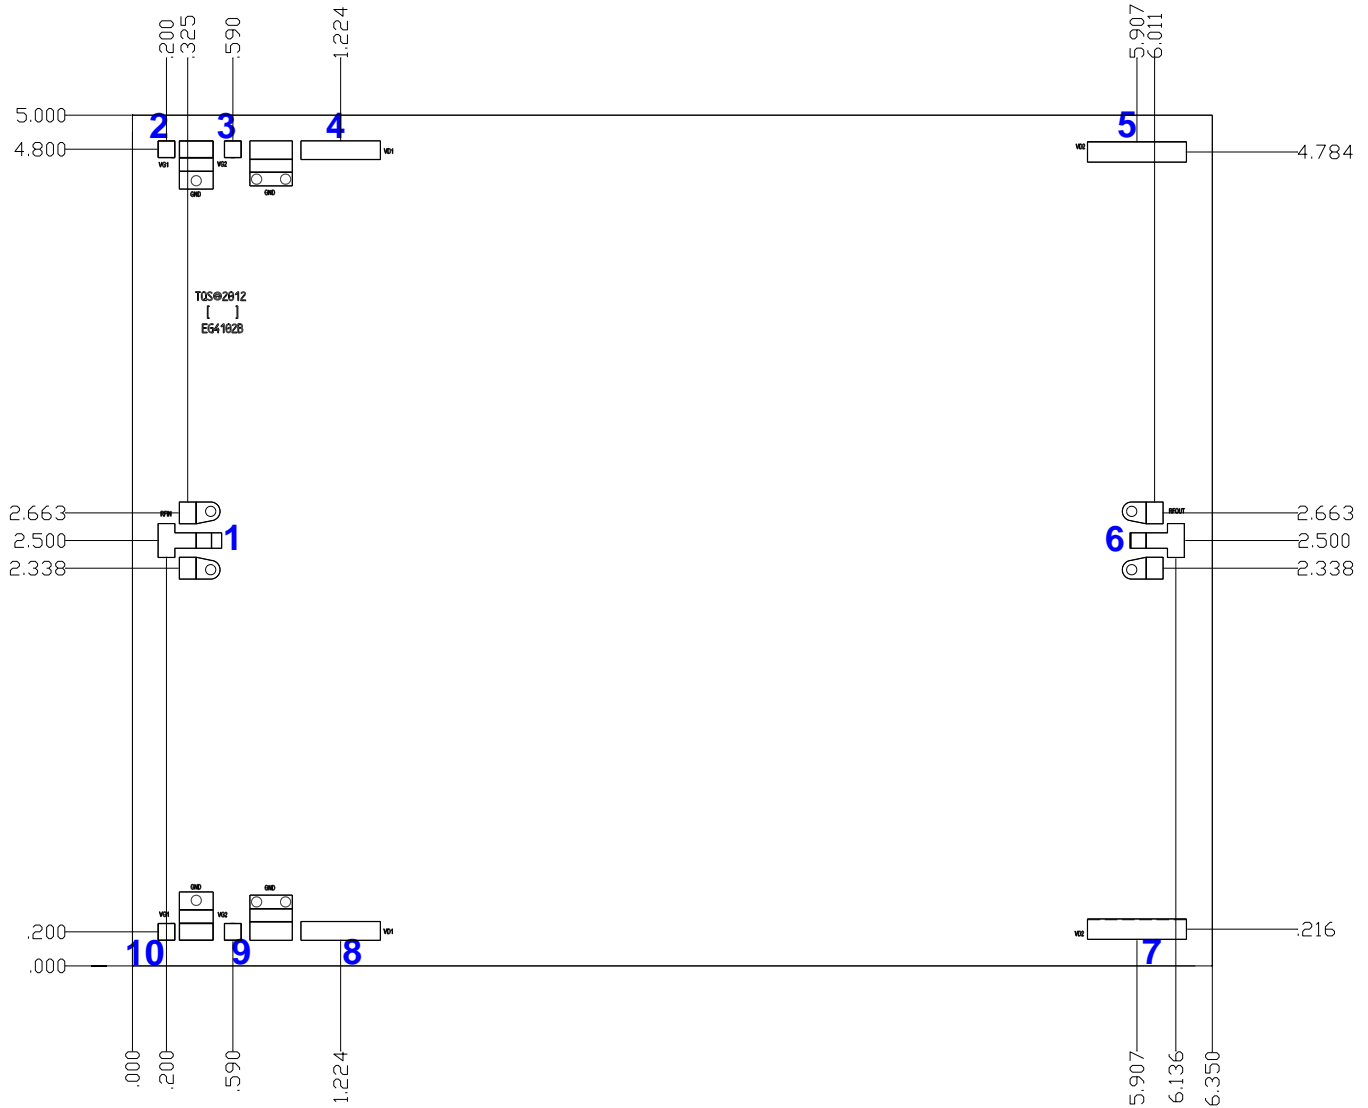 .200
.325
.590
1.224
5.907
6.011
5.000
4.800
2
3
4
5
4.784
VG1
VG2
VD1
VD2
GND
GND
TQS©2012
[ ]
EG4102B
2.663
RFIN
RFOUT
2.663
2.500
1
6
2.500
2.338
2.338
GND
GND
VG1
VG2
.200
VD1
VD2
.216
10
9
8
7
.000
.000
.200
.590
1.224
5.907
6.136
6.350